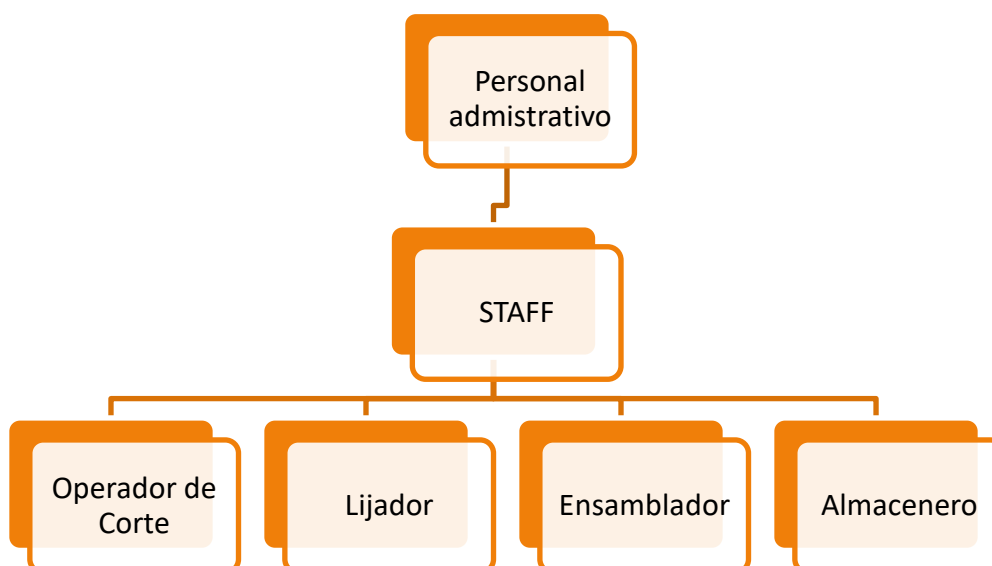 Personal
admistrativo
STAFF
Operador de
Corte
Lijador
Ensamblador
Almacenero